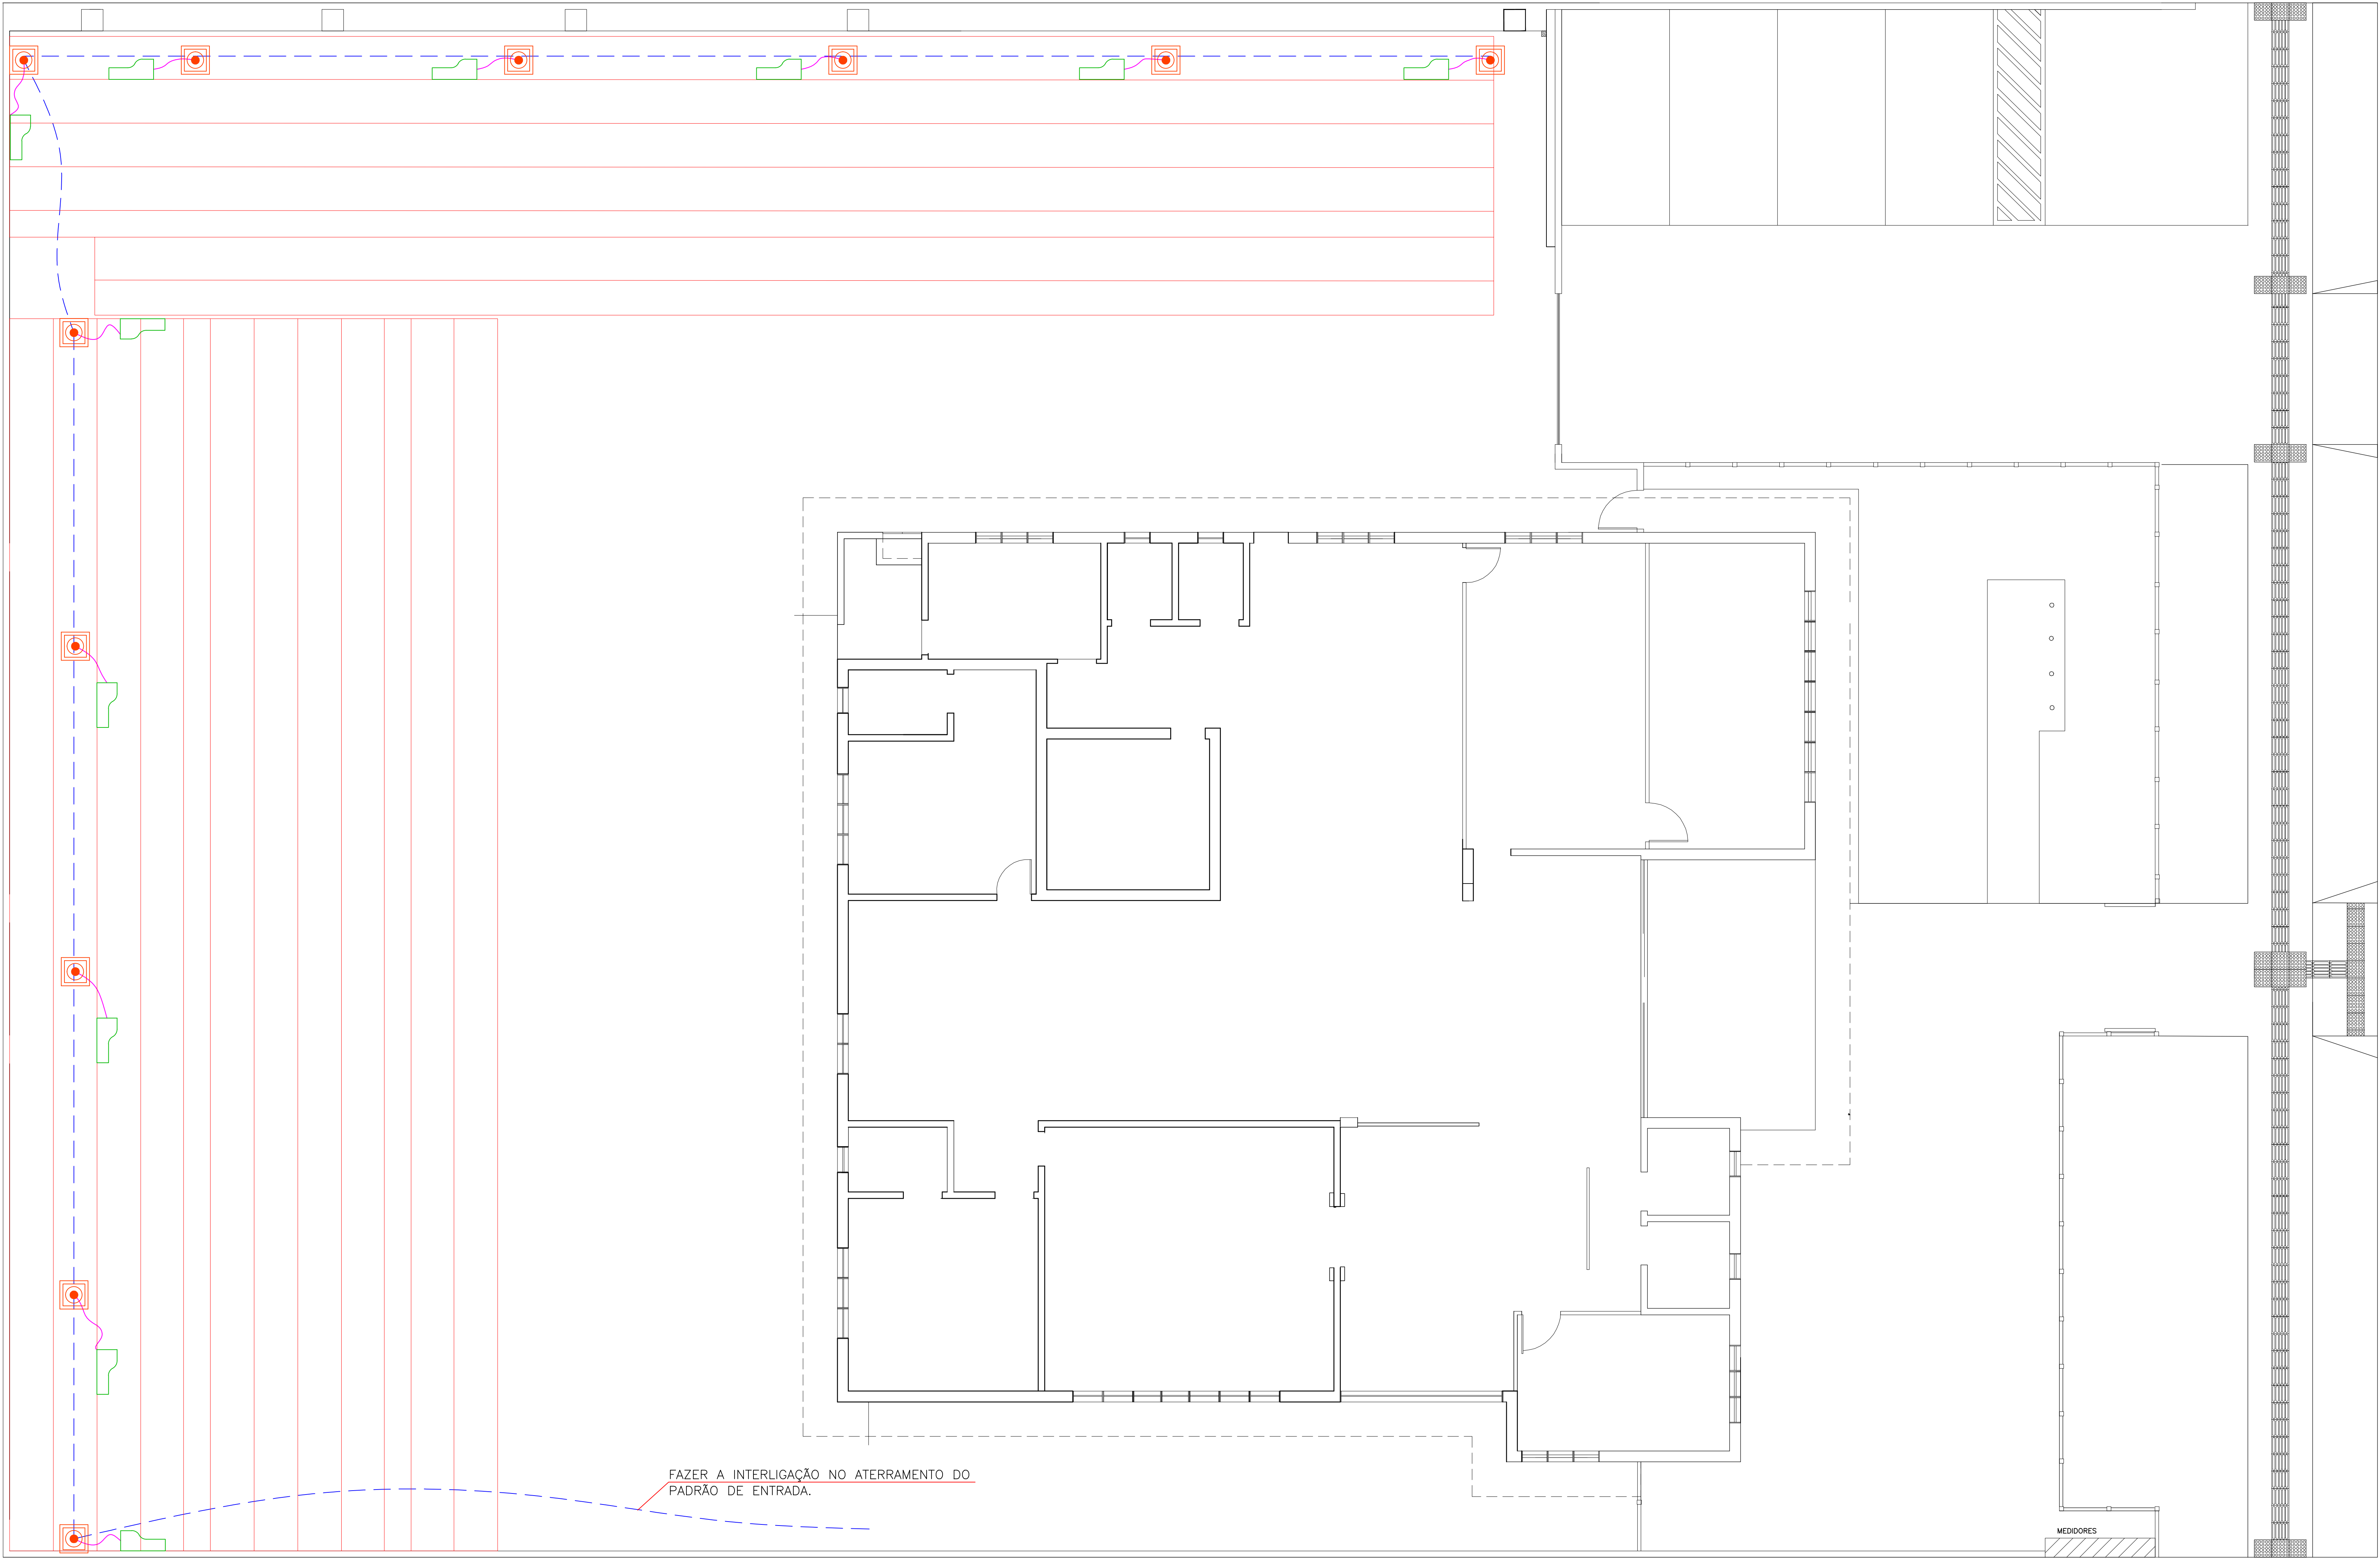 FAZER A INTERLIGAÇÃO NO ATERRAMENTO DO
PADRÃO DE ENTRADA.
MEDIDORES